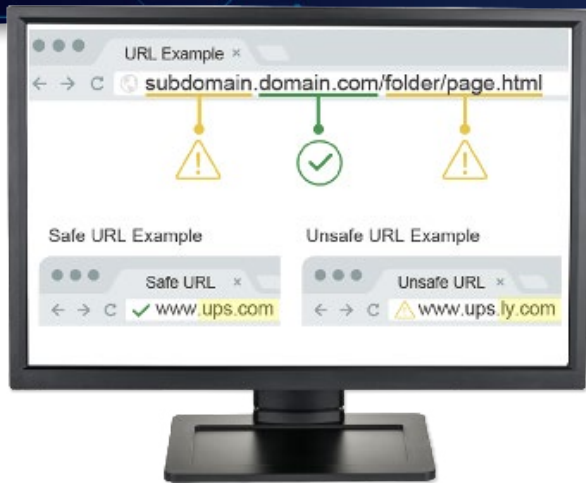 URL Example ×
subdomain.domain.com/folder/page.html
Safe URL Example
Unsafe URL Example
Safe URL ×
Unsafe URL ×
www.ups.com
www.ups.ly.com